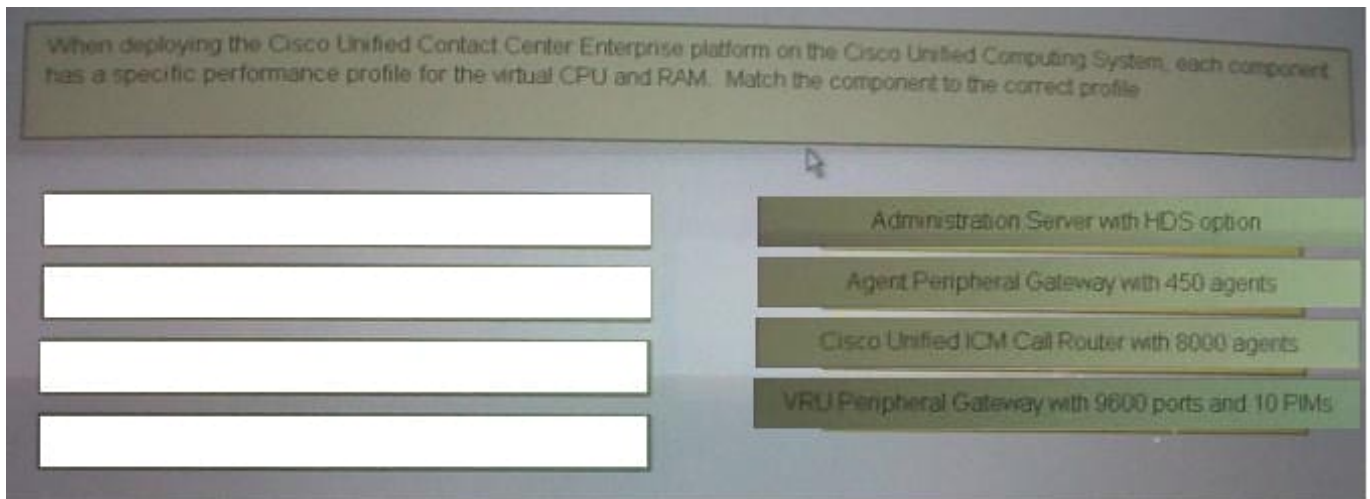 When deploying the Cisco Unified Contact Center Enterprise platform on the Cisco Unified Computing System, each component
has a specific performance profile for the virtual CPU and RAM. Match the component to the correct profile
Administration Server with HDS option
Agent Peripheral Gateway with 450 agents
Cisco Unified ICM Call Router with 8000 agents
VRU Peripheral Gateway with 9600 ports and 10 PIMs